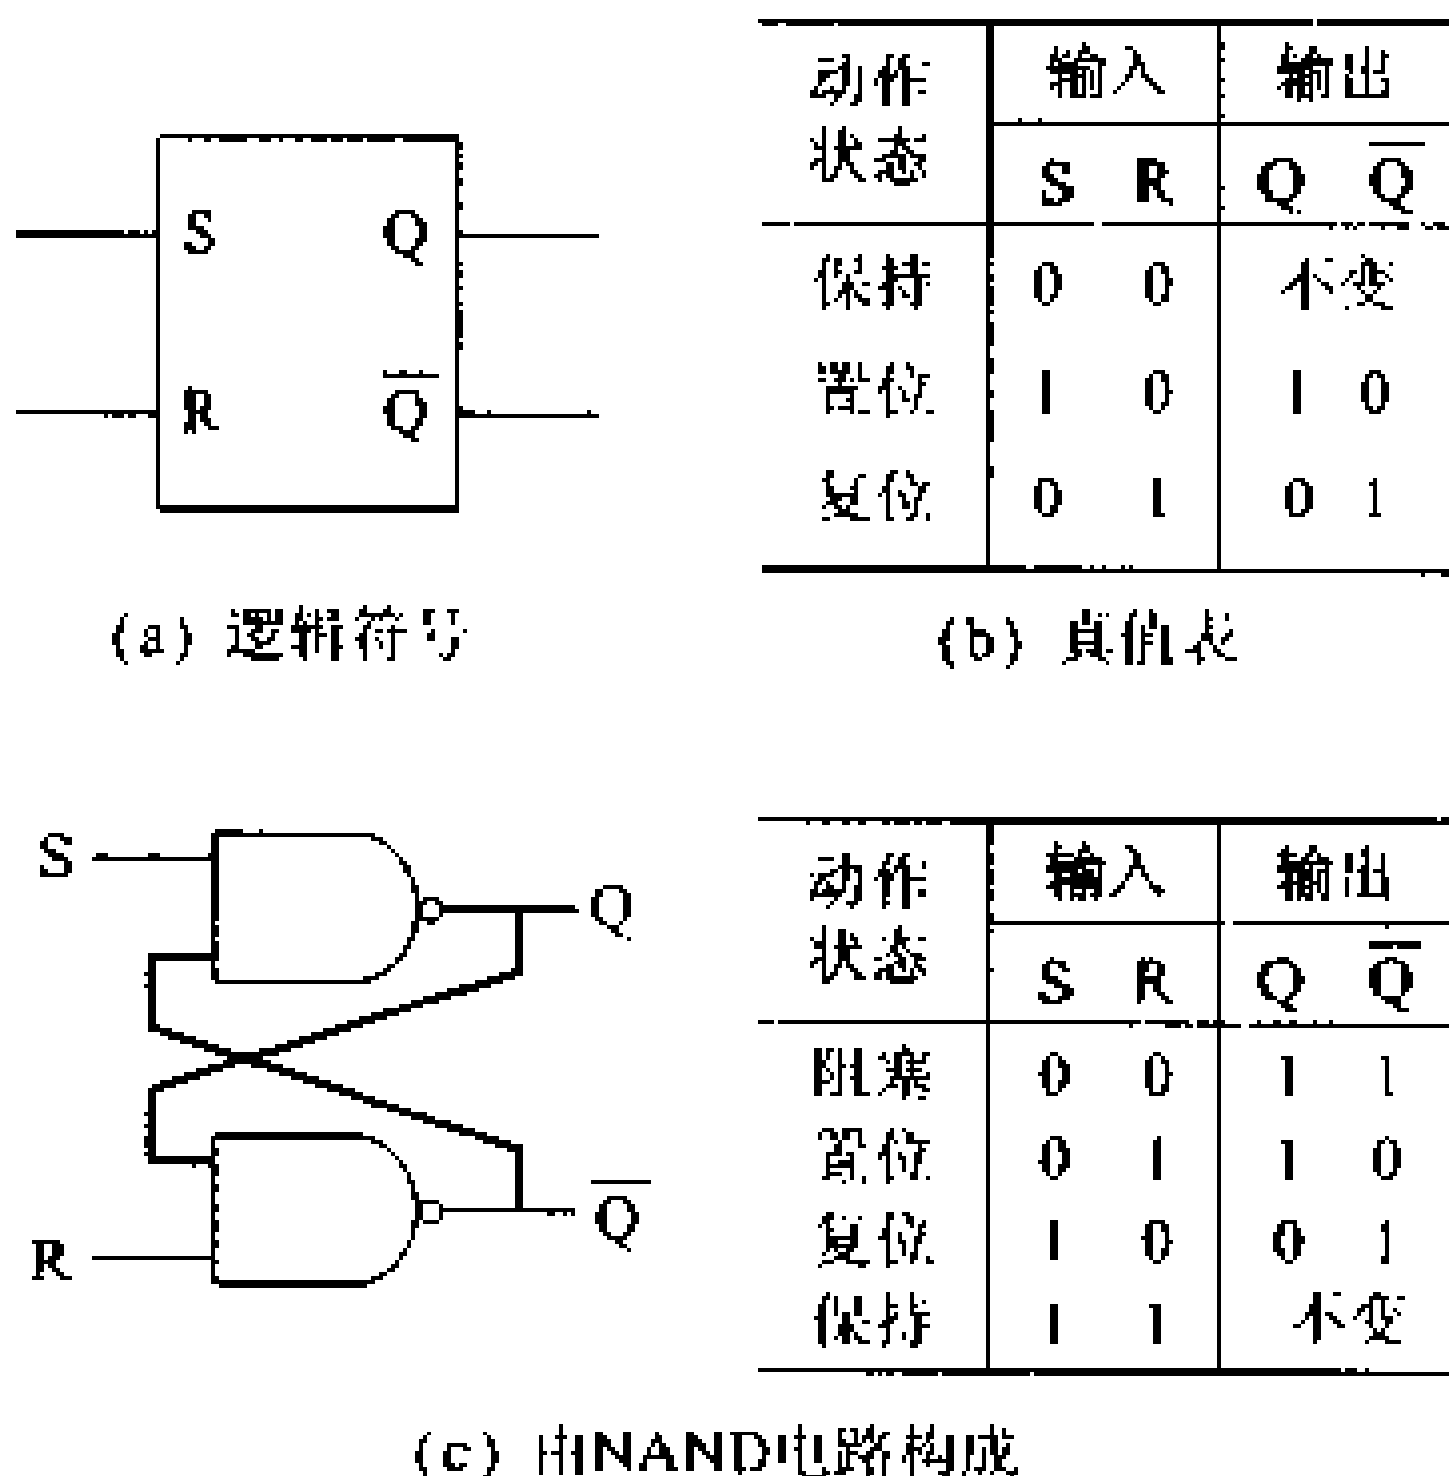 S Q
R Q̅
(a) 逻辑符号
动作状态 输入 输出
S R Q Q̅
保持 0 0 不变
置位 1 0 1 0
复位 0 1 0 1
(b) 真值表
S Q
R Q̅
动作状态 输入 输出
S R Q Q̅
阻塞 0 0 1 1
置位 0 1 1 0
复位 1 0 0 1
保持 1 1 不变
(c) 由NAND电路构成